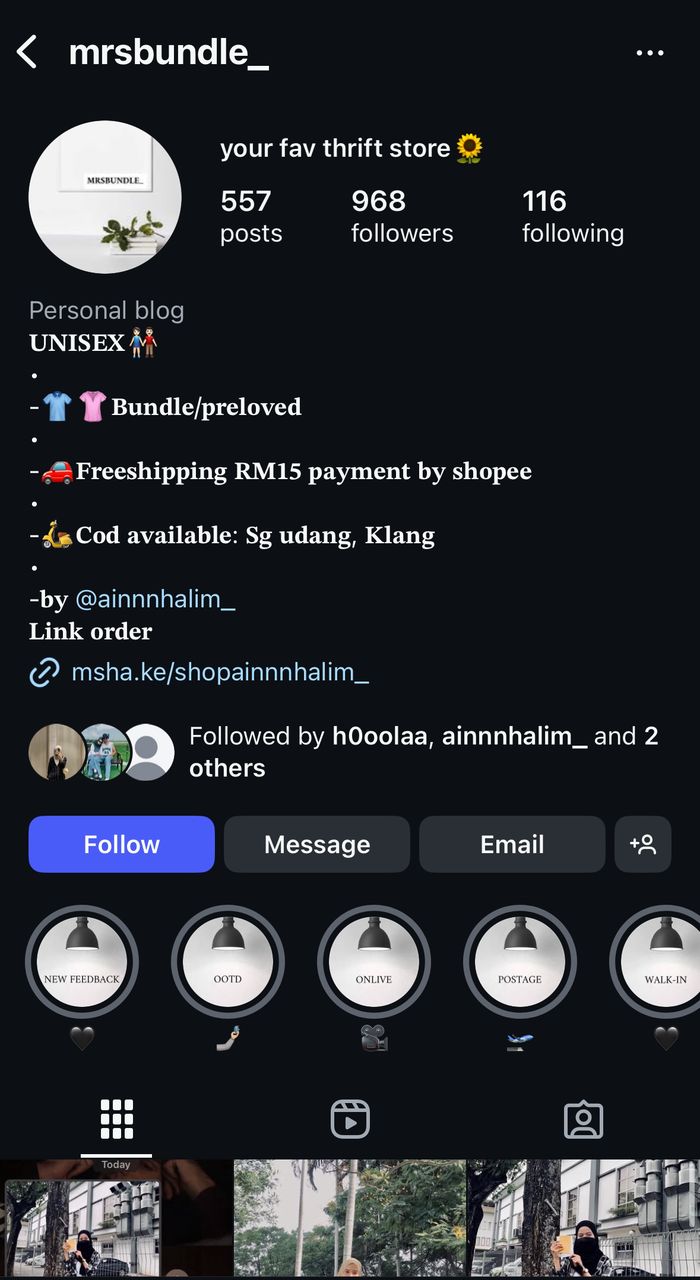 mrsbundle_
MRSBUNDLE_
your fav thrift store🌻
557
posts
968
followers
116
following
Personal blog
UNISEX👫
.
-👕👚Bundle/preloved
.
-🚗Freeshipping RM15 payment by shopee
.
-🛵Cod available: Sg udang, Klang
.
-by @ainnnhalim_
Link order
msha.ke/shopainnnhalim_
Followed by h0oolaa, ainnnhalim_ and 2
others
Follow
Message
Email
NEW FEEDBACK
OOTD
ONLIVE
POSTAGE
WALK-IN
🖤
🤳
🎥
🛫
🖤
Today